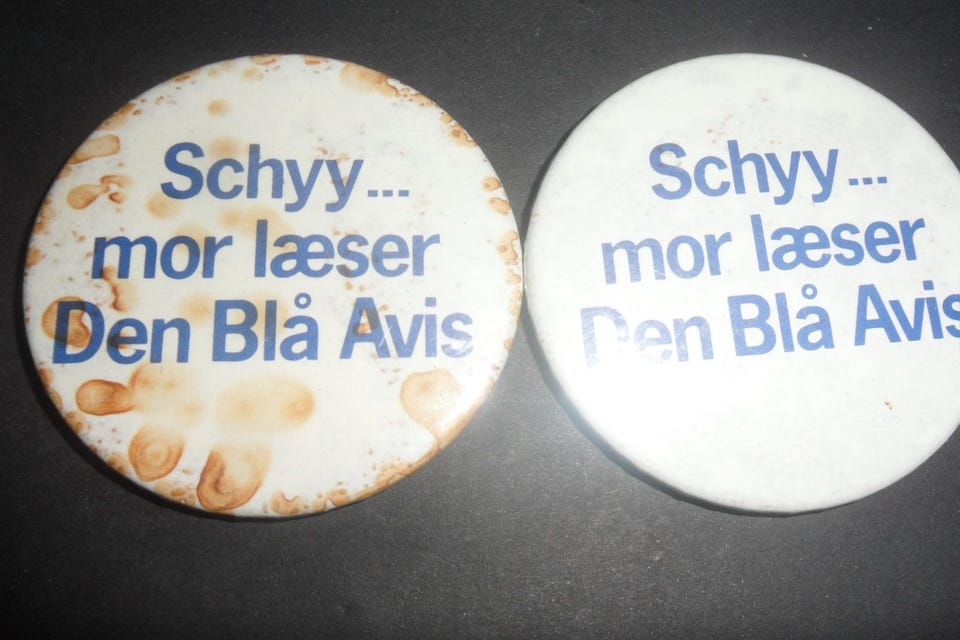 Schyy...
mor læser
Den Blå Avis
Schyy...
mor læser
Den Blå Avis